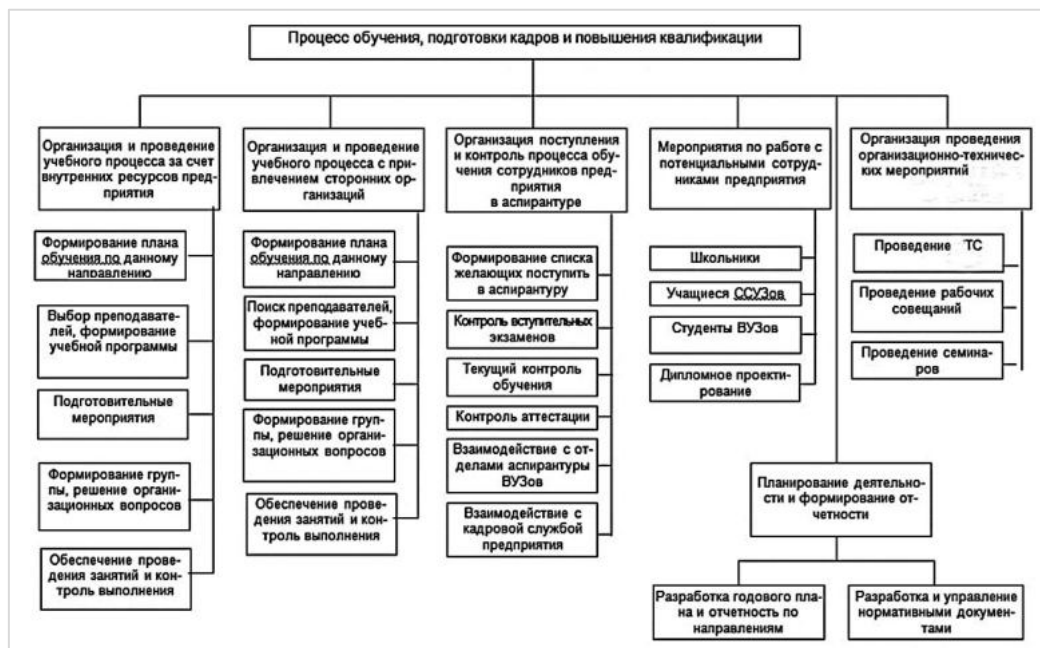 Процесс обучения, подготовки кадров и повышения квалификации
Организация и проведение
учебного процесса за счет
внутренних ресурсов пред-
приятия
Формирование плана
обучения по данному
направлению
Выбор преподавате-
лей, формирование
учебной программы
Подготовительные
мероприятия
Формирование груп-
пы, решение органи-
зационных вопросов
Обеспечение прове-
дения занятий и кон-
троль выполнения
Организация и проведение
учебного процесса с при-
влечением сторонних ор-
ганизаций
Формирование плана
обучения по данному
направлению
Поиск преподавателей,
формирование учеб-
ной программы
Подготовительные
мероприятия
Формирование груп-
пы, решение органи-
зационных вопросов
Обеспечение прове-
дения занятий и кон-
троль выполнения
Организация поступления
и контроль процесса обу-
чения сотрудников пред-
приятия
в аспирантуре
Формирование списка
желающих поступить
в аспирантуру
Контроль вступительных
экзаменов
Текущий контроль
обучения
Контроль аттестации
Взаимодействие с от-
делами аспирантуры
ВУЗов
Взаимодействие с
кадровой службой
предприятия
Мероприятия по работе с
потенциальными сотруд-
никами предприятия
Школьники
Учащиеся ССУЗов
Студенты ВУЗов
Дипломное проекти-
рование
Организация проведения
организационно-техничес-
ких мероприятий
Проведение ТС
Проведение рабочих
совещаний
Проведение семина-
ров
Планирование деятельно-
сти и формирование от-
четности
Разработка годового пла-
на и отчетность по
направлениям
Разработка и управление
нормативными докумен-
тами